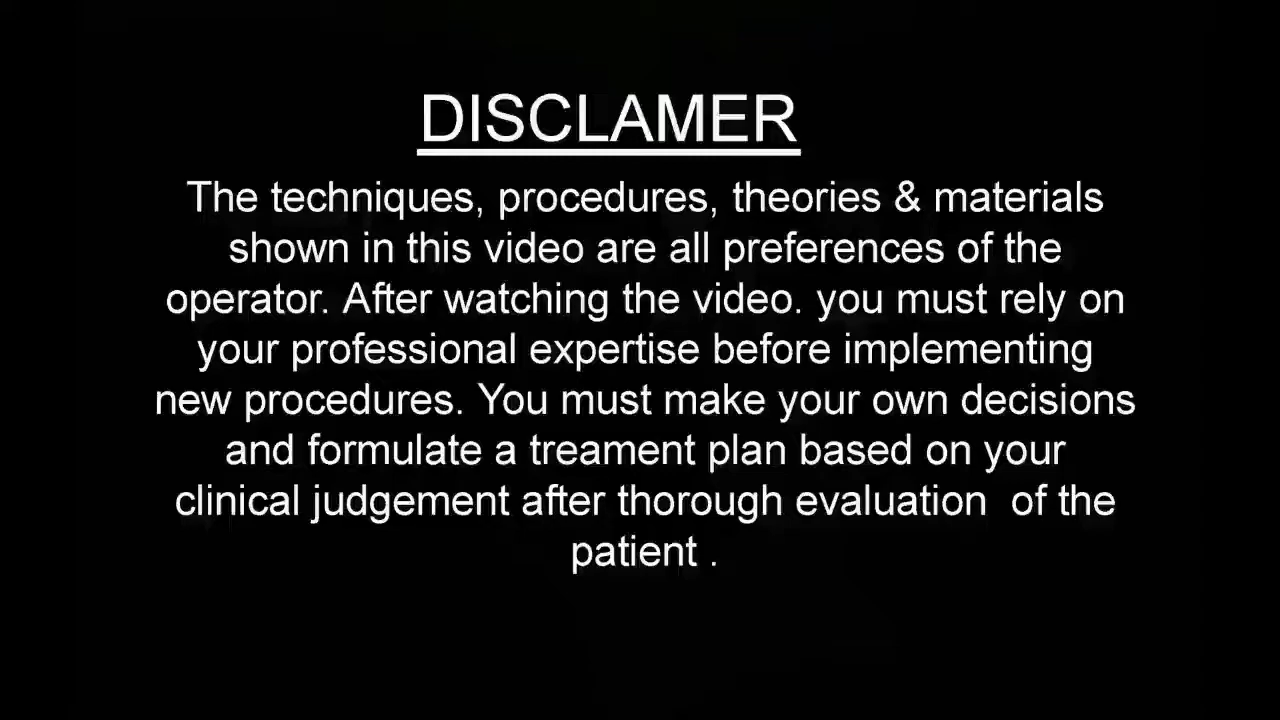 DISCLAMER
The techniques, procedures, theories & materials
shown in this video are all preferences of the
operator. After watching the video. you must rely on
your professional expertise before implementing
new procedures. You must make your own decisions
and formulate a treament plan based on your
clinical judgement after thorough evaluation  of the
patient .